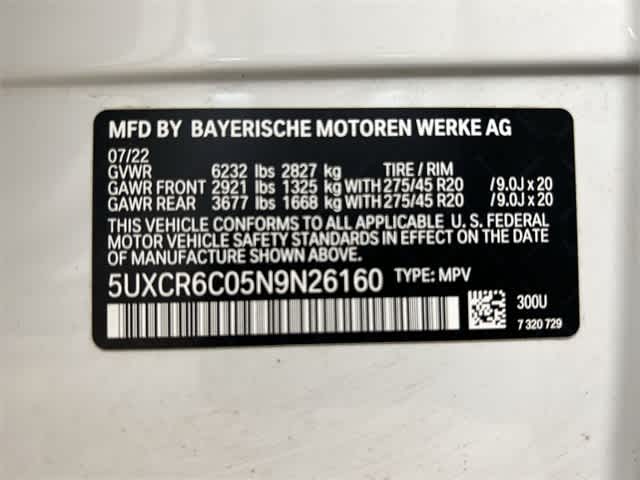 MFD BY BAYERISCHE MOTOREN WERKE AG
07/22
GVWR 6232 lbs 2827 kg TIRE / RIM
GAWR FRONT 2921 lbs 1325 kg WITH 275/45 R20 /9.0J x 20
GAWR REAR 3677 lbs 1668 kg WITH 275/45 R20 /9.0J x 20
THIS VEHICLE CONFORMS TO ALL APPLICABLE U. S. FEDERAL
MOTOR VEHICLE SAFETY STANDARDS IN EFFECT ON THE DATE
OF MANUFACTURE SHOWN ABOVE.
5UXCR6C05N9N26160 TYPE: MPV
300U
7 320 729